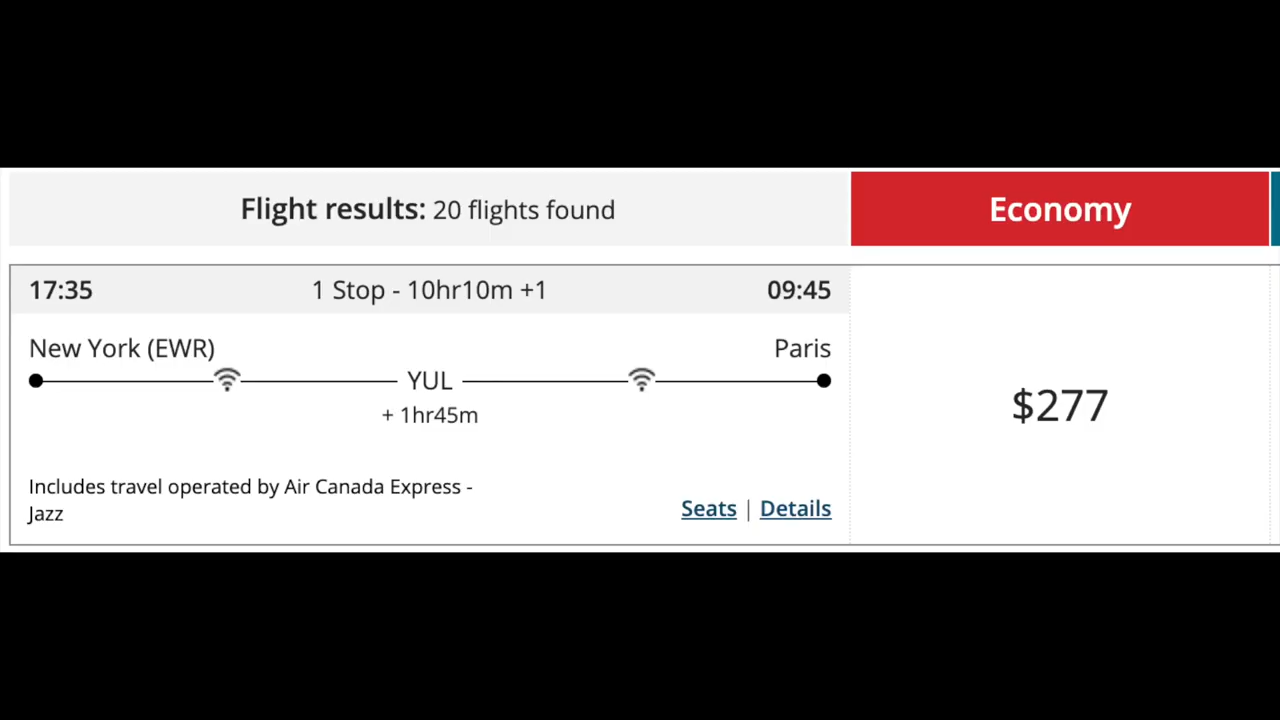 Flight results: 20 flights found
Economy
17:35 1 Stop - 10hr10m +1 09:45
New York (EWR) Paris
YUL
+ 1hr45m
$277
Includes travel operated by Air Canada Express -
Jazz
Seats | Details